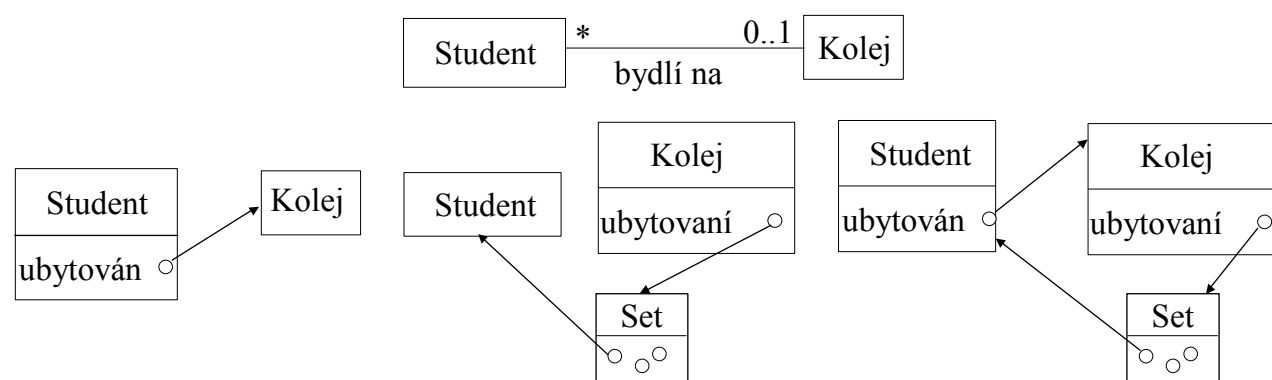 Student * 0..1 Kolej
bydlí na
Student
ubytován
Kolej
Student
Kolej
ubytovaní
Set
Student
ubytován
Kolej
ubytovaní
Set